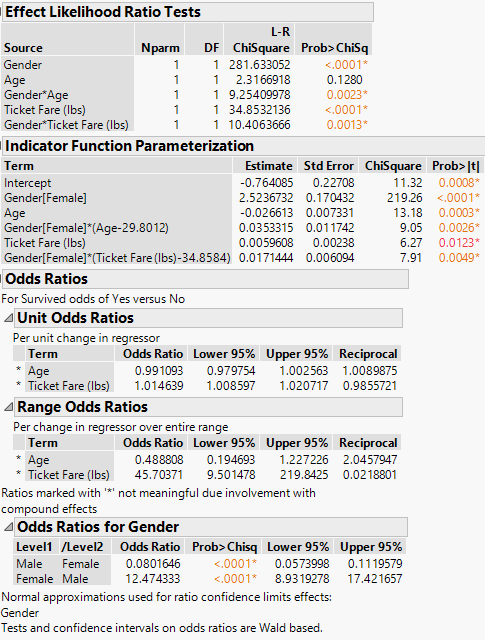 Effect Likelihood Ratio Tests
L-R
Source Nparm DF ChiSquare Prob>ChiSq
Gender 1 1 281.633052 <.0001*
Age 1 1 2.3166918 0.1280
Gender*Age 1 1 9.25409978 0.0023*
Ticket Fare (lbs) 1 1 34.8532136 <.0001*
Gender*Ticket Fare (lbs) 1 1 10.4063666 0.0013*
Indicator Function Parameterization
Term Estimate Std Error ChiSquare Prob>|t|
Intercept -0.764085 0.22708 11.32 0.0008*
Gender[Female] 2.5236732 0.170432 219.26 <.0001*
Age -0.026613 0.007331 13.18 0.0003*
Gender[Female]*(Age-29.8012) 0.0353315 0.011742 9.05 0.0026*
Ticket Fare (lbs) 0.0059608 0.00238 6.27 0.0123*
Gender[Female]*(Ticket Fare (lbs)-34.8584) 0.0171444 0.006094 7.91 0.0049*
Odds Ratios
For Survived odds of Yes versus No
Unit Odds Ratios
Per unit change in regressor
Term Odds Ratio Lower 95% Upper 95% Reciprocal
* Age 0.991093 0.979754 1.002563 1.0089875
* Ticket Fare (lbs) 1.014639 1.008597 1.020717 0.9855721
Range Odds Ratios
Per change in regressor over entire range
Term Odds Ratio Lower 95% Upper 95% Reciprocal
* Age 0.488808 0.194693 1.227226 2.0457947
* Ticket Fare (lbs) 45.70371 9.501478 219.8425 0.0218801
Ratios marked with '*' not meaningful due involvement with
compound effects
Odds Ratios for Gender
Level1 /Level2 Odds Ratio Prob>Chisq Lower 95% Upper 95%
Male Female 0.0801646 <.0001* 0.0573998 0.1119579
Female Male 12.474333 <.0001* 8.9319278 17.421657
Normal approximations used for ratio confidence limits effects:
Gender
Tests and confidence intervals on odds ratios are Wald based.